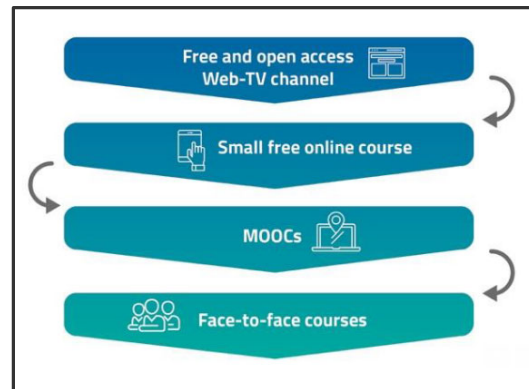 Free and open access
Web-TV channel
Small free online course
MOOCs
Face-to-face courses